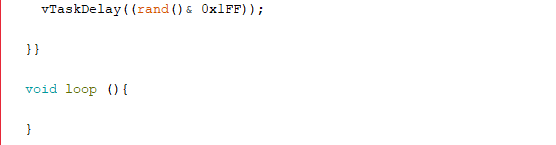 vTaskDelay((rand()& 0x1FF));
}}
void loop (){
}